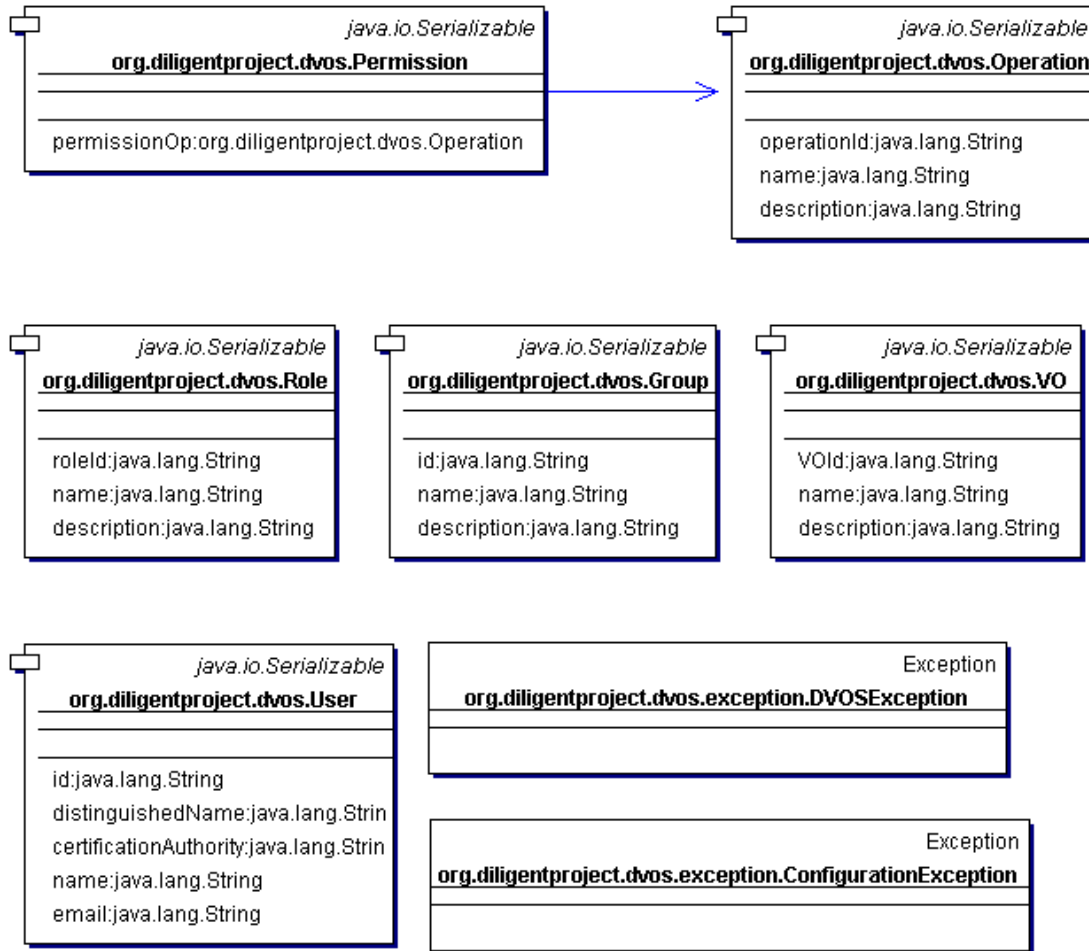 java.io.Serializable
org.diligentproject.dvos.Permission
permissionOp:org.diligentproject.dvos.Operation
java.io.Serializable
org.diligentproject.dvos.Operation
operationId:java.lang.String
name:java.lang.String
description:java.lang.String
java.io.Serializable
org.diligentproject.dvos.Role
roleId:java.lang.String
name:java.lang.String
description:java.lang.String
java.io.Serializable
org.diligentproject.dvos.Group
id:java.lang.String
name:java.lang.String
description:java.lang.String
java.io.Serializable
org.diligentproject.dvos.VO
VOId:java.lang.String
name:java.lang.String
description:java.lang.String
java.io.Serializable
org.diligentproject.dvos.User
id:java.lang.String
distinguishedName:java.lang.Strin
certificationAuthority:java.lang.Strin
name:java.lang.String
email:java.lang.String
Exception
org.diligentproject.dvos.exception.DVOSException
Exception
org.diligentproject.dvos.exception.ConfigurationException